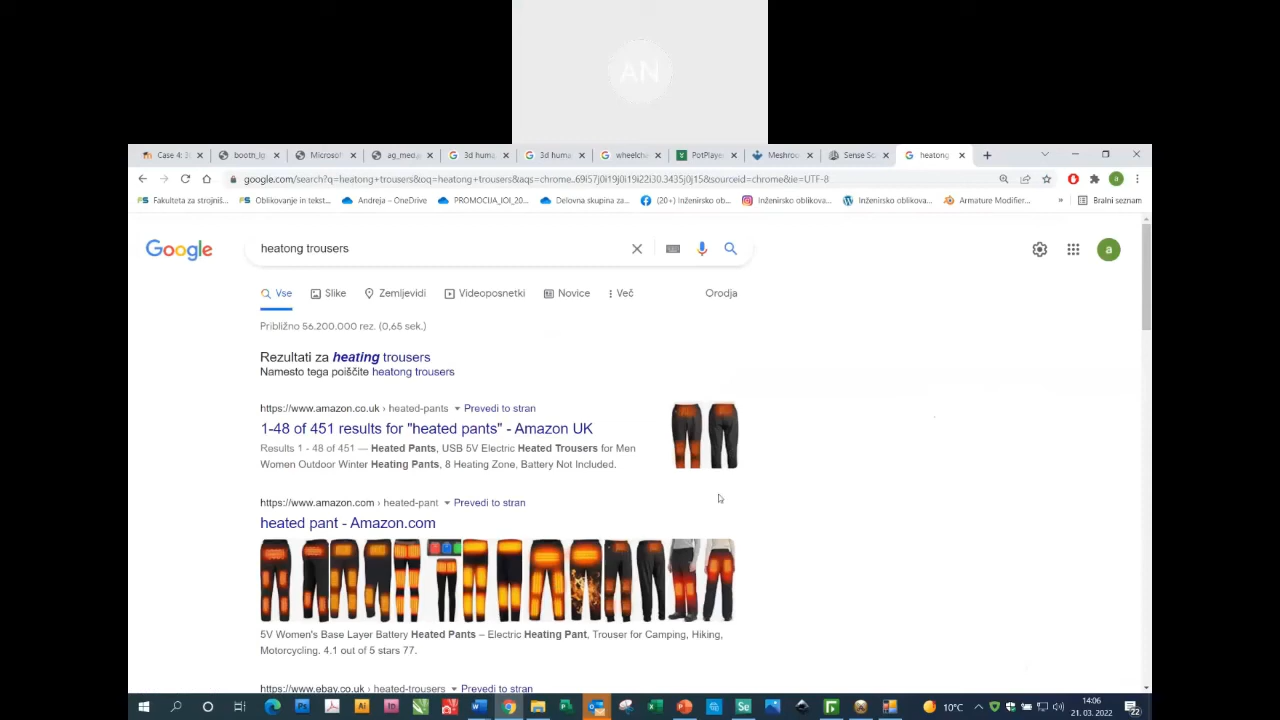 AN
Case 4: 3
booth_lg
Microsof
ag_med.
3d huma
3d huma
wheelch
PotPlaye
Meshroo
Sense Sc
heatong
google.com/search?q=heatong+trousers&oq=heatong+trousers&aqs=chrome..69i57j0i19j0i19i22i30.3435j0j15&sourceid=chrome&ie=UTF-8
a
Fakulteta za strojniš...
Oblikovanje in tekst...
Andreja – OneDrive
PROMOCIJA_IOI_20...
Delovna skupina za...
(20+) Inženirsko ob...
Inženirsko oblikova...
Inženirsko oblikova...
Armature Modifier...
»
Bralni seznam
Google
heatong trousers
a
Vse
Slike
Zemljevidi
Videoposnetki
Novice
Več
Orodja
Približno 56.200.000 rez. (0,65 sek.)
Rezultati za heating trousers
Namesto tega poiščite heatong trousers
https://www.amazon.co.uk › heated-pants
Prevedi to stran
1-48 of 451 results for "heated pants" - Amazon UK
Results 1 - 48 of 451 — Heated Pants, USB 5V Electric Heated Trousers for Men
Women Outdoor Winter Heating Pants, 8 Heating Zone, Battery Not Included.
https://www.amazon.com › heated-pant
Prevedi to stran
heated pant - Amazon.com
5V Women's Base Layer Battery Heated Pants – Electric Heating Pant, Trouser for Camping, Hiking,
Motorcycling. 4.1 out of 5 stars 77.
https://www.ebay.co.uk › heated-trousers
Prevedi to stran
Ps
Ai
Id
Se
10°C
14:06
21. 03. 2022
22